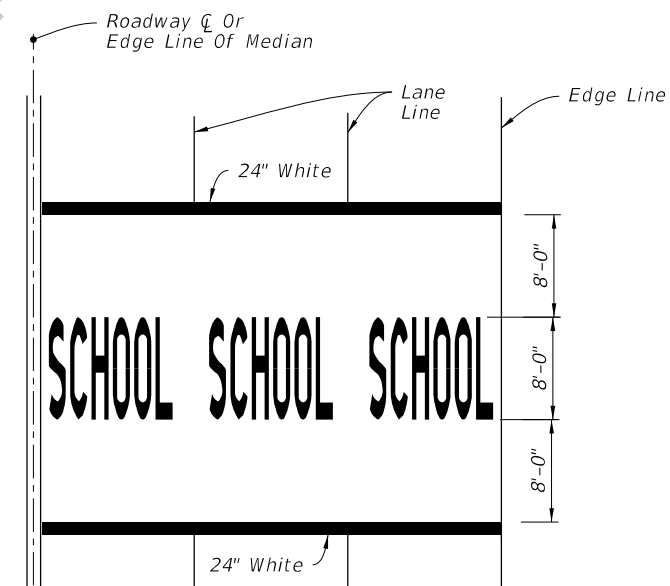 Roadway ℄ Or
Edge Line Of Median
Lane
Line
Edge Line
24" White
8'-0"
SCHOOL SCHOOL SCHOOL
8'-0"
8'-0"
24" White